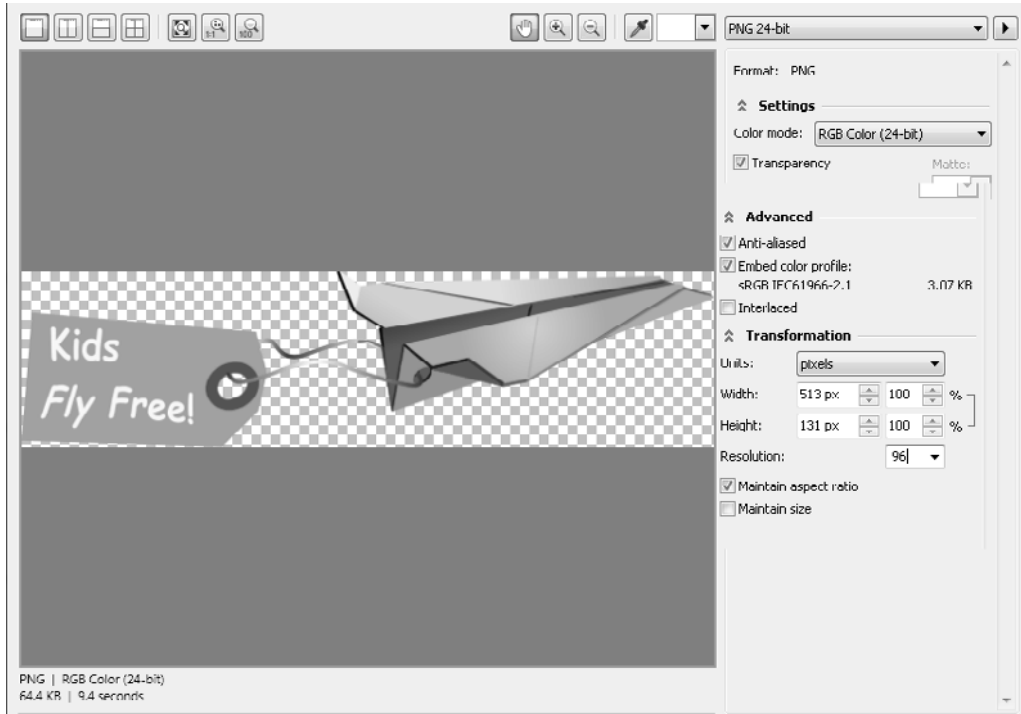 1:1
100
PNG 24-bit
Format: PNG
Settings
Color mode: RGB Color (24-bit)
Transparency
Matte:
Advanced
Anti-aliased
Embed color profile:
sRGB IEC61966-2.1 3.07 KB
Interlaced
Transformation
Units: pixels
Width: 513 px 100 %
Height: 131 px 100 %
Resolution: 96
Maintain aspect ratio
Maintain size
Kids
Fly Free!
PNG | RGB Color (24-bit)
64.4 KB | 9.4 seconds